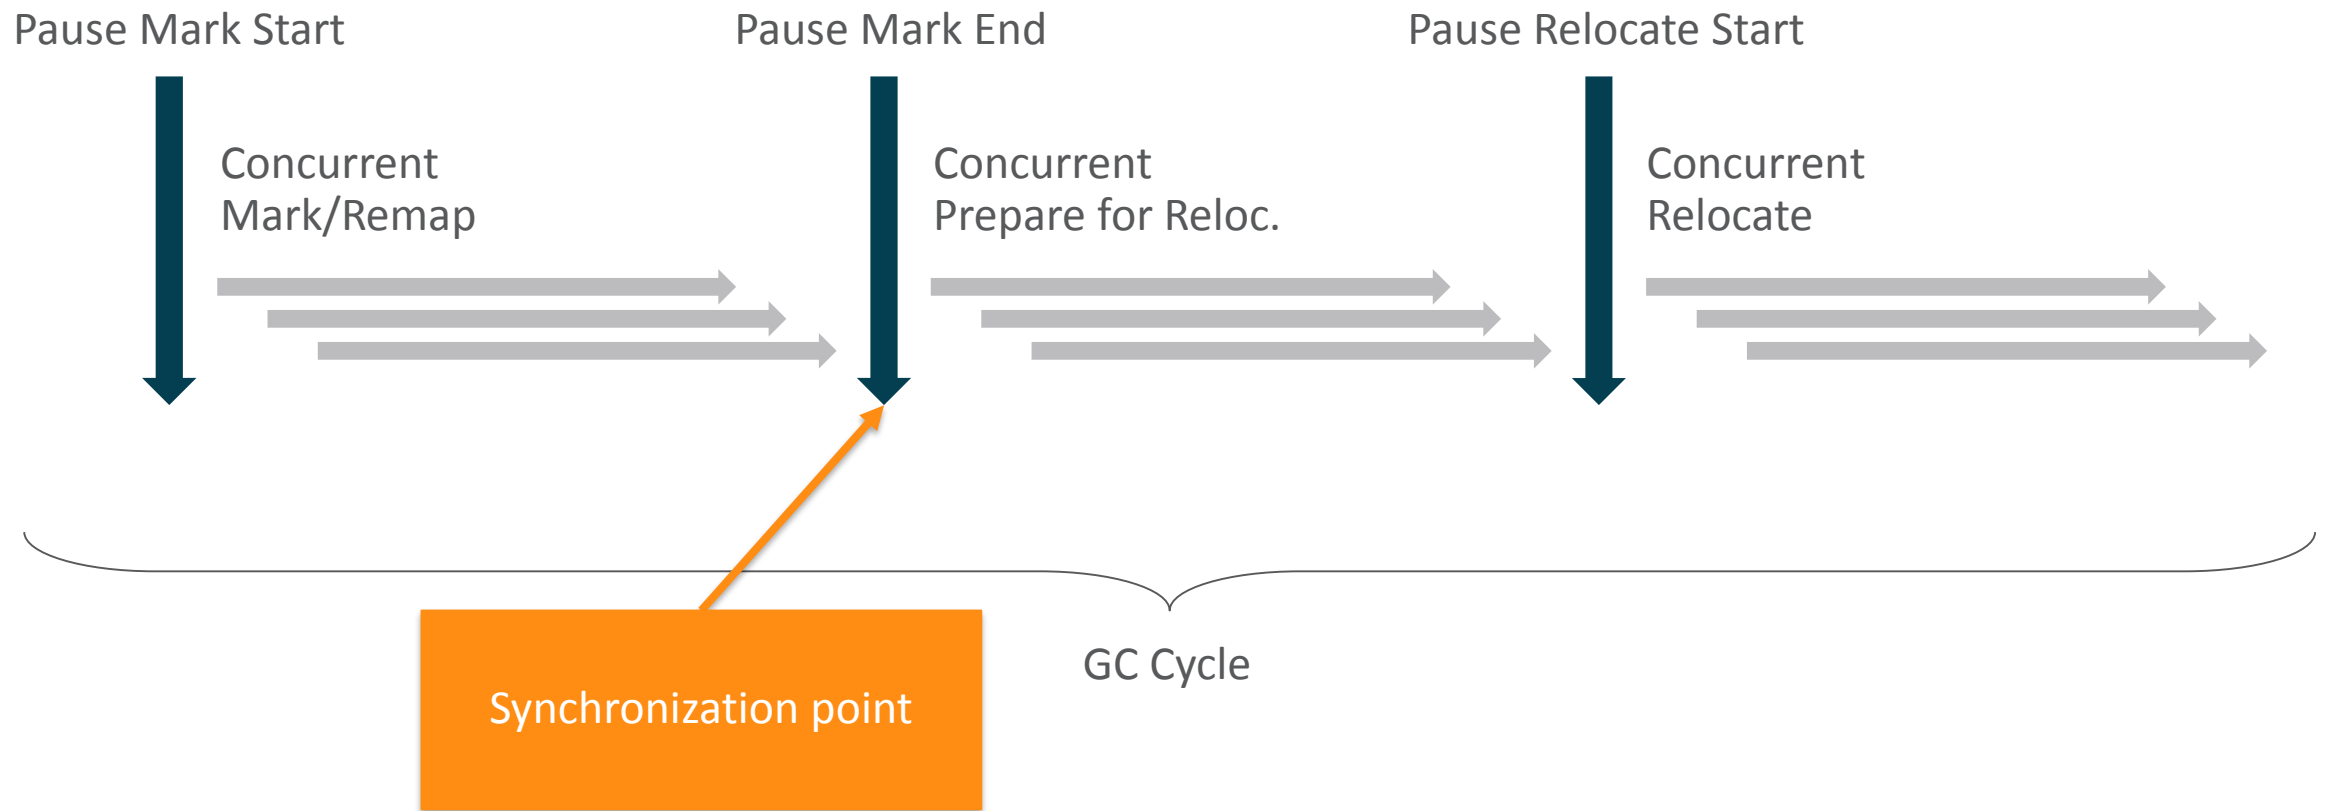 Pause Mark Start
Pause Mark End
Pause Relocate Start
Concurrent
Mark/Remap
Concurrent
Prepare for Reloc.
Concurrent
Relocate
GC Cycle
Synchronization point